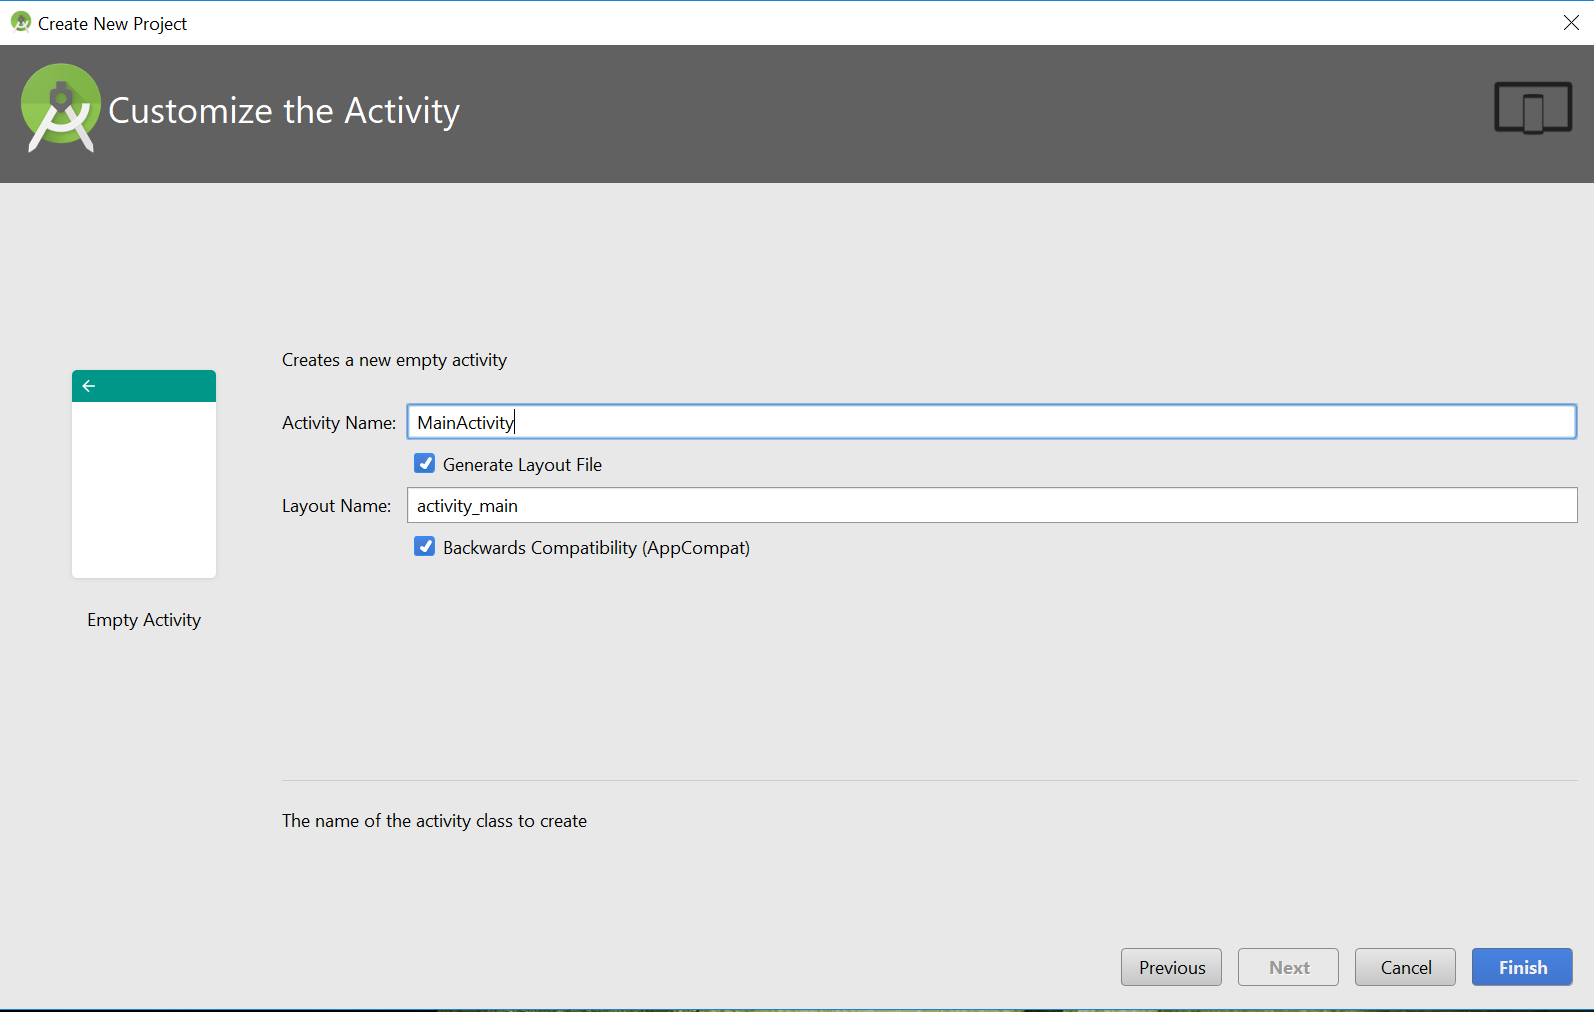 Create New Project
Customize the Activity
Creates a new empty activity
Activity Name: MainActivity
Generate Layout File
Layout Name: activity_main
Backwards Compatibility (AppCompat)
Empty Activity
The name of the activity class to create
Previous Next Cancel Finish